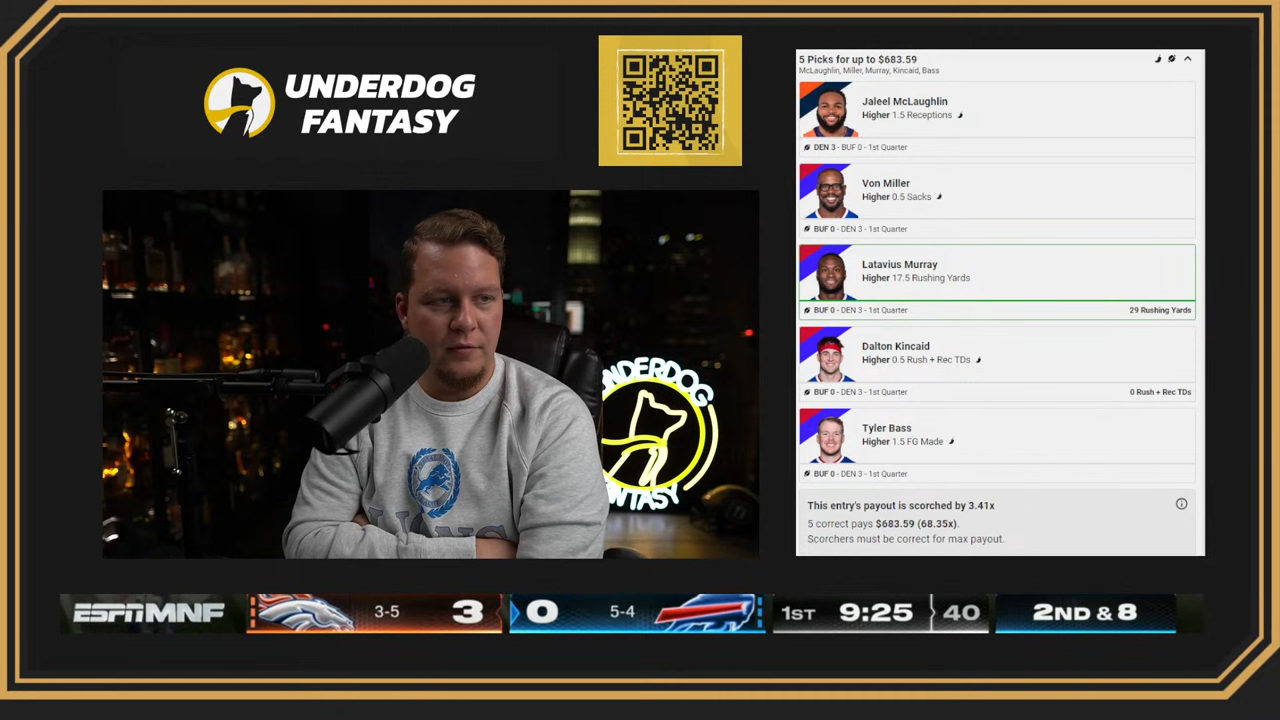 UNDERDOG
FANTASY
5 Picks for up to $683.59
McLaughlin, Miller, Murray, Kincaid, Bass
Jaleel McLaughlin
Higher 1.5 Receptions
DEN 3 - BUF 0 - 1st Quarter
Von Miller
Higher 0.5 Sacks
BUF 0 - DEN 3 - 1st Quarter
Latavius Murray
Higher 17.5 Rushing Yards
BUF 0 - DEN 3 - 1st Quarter 29 Rushing Yards
Dalton Kincaid
Higher 0.5 Rush + Rec TDs
BUF 0 - DEN 3 - 1st Quarter 0 Rush + Rec TDs
Tyler Bass
Higher 1.5 FG Made
BUF 0 - DEN 3 - 1st Quarter
This entry's payout is scorched by 3.41x
5 correct pays $683.59 (68.35x).
Scorchers must be correct for max payout.
UNDERDOG
FANTASY
LIONS
ESPN MNF 3-5 3 0 5-4 1ST 9:25 40 2ND & 8